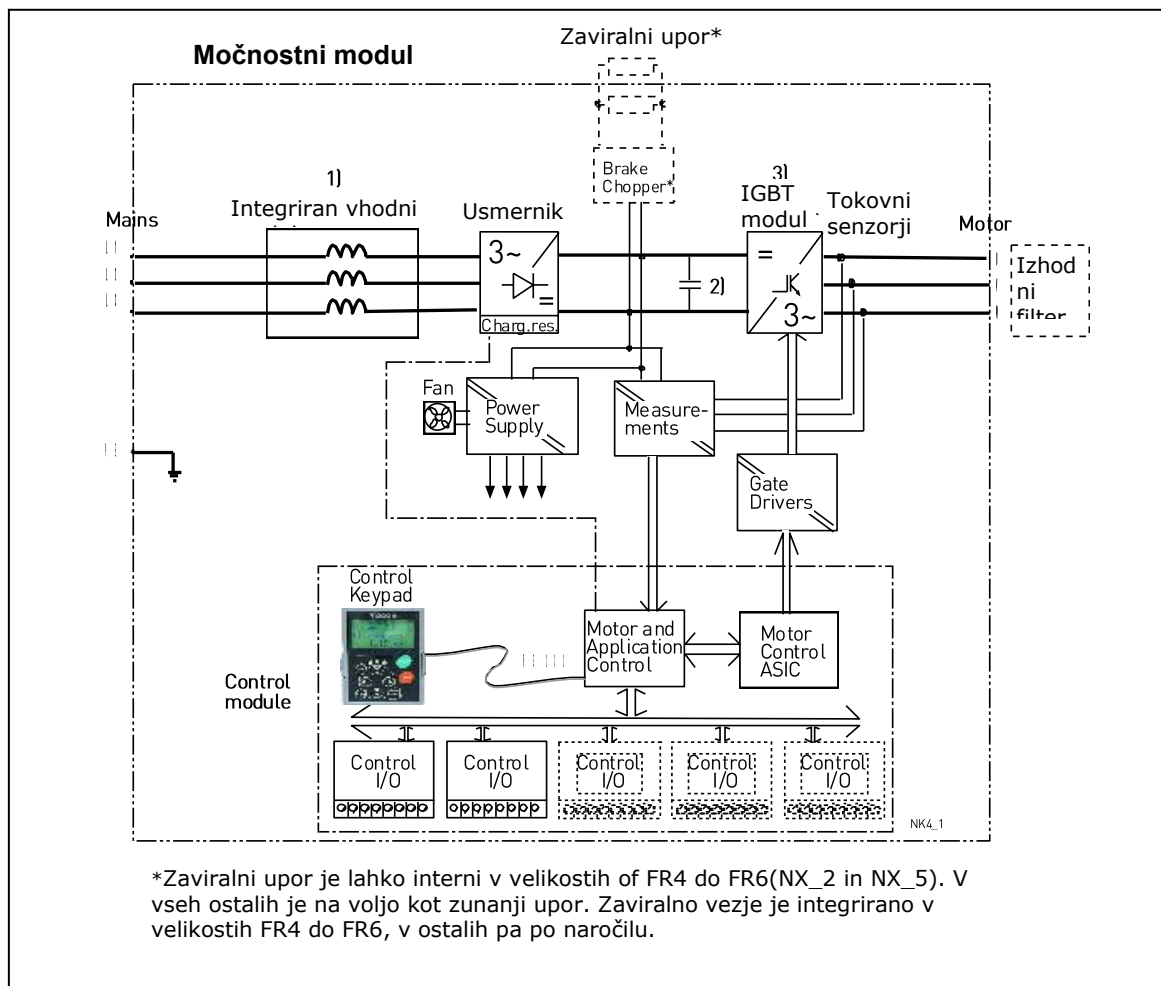 Močnostni modul
Zaviralni upor*
Brake
Chopper*
1)
Integriran vhodni
Mains
Usmernik
3)
IGBT
modul
Tokovni
senzorji
Motor
3~
=
Charg.res.
2)
=
3~
Izhod
ni
filter
Fan
Power
Supply
Measure-
ments
Gate
Drivers
Control
Keypad
Motor and
Application
Control
Motor
Control
ASIC
Control
module
Control
I/O
Control
I/O
Control
I/O
Control
I/O
Control
I/O
NK4_1
*Zaviralni upor je lahko interni v velikostih of FR4 do FR6(NX_2 in NX_5). V
vseh ostalih je na voljo kot zunanji upor. Zaviralno vezje je integrirano v
velikostih FR4 do FR6, v ostalih pa po naročilu.